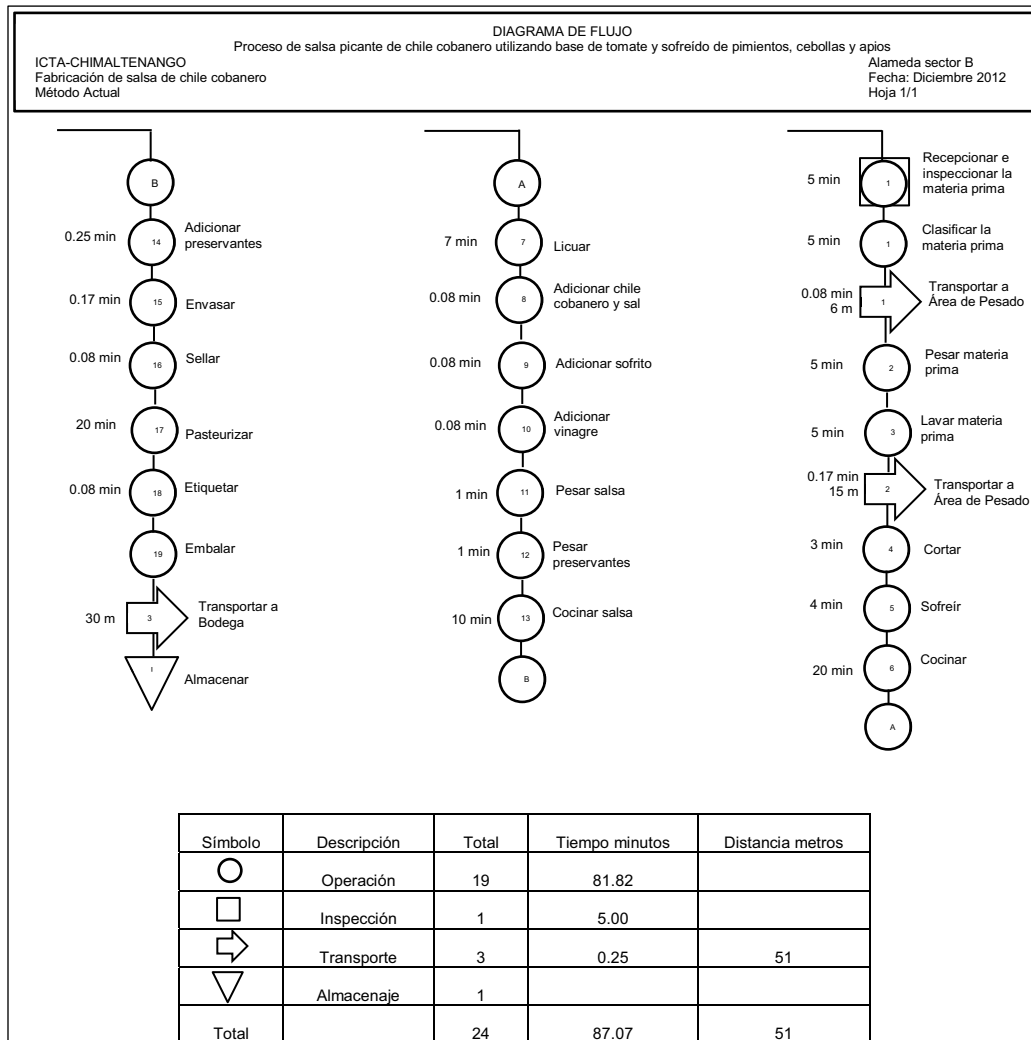 DIAGRAMA DE FLUJO
Proceso de salsa picante de chile cobanero utilizando base de tomate y sofreído de pimientos, cebollas y apios
ICTA-CHIMALTENANGO
Alameda sector B
Fabricación de salsa de chile cobanero
Fecha: Diciembre 2012
Método Actual
Hoja 1/1
B
0.25 min
14
Adicionar
preservantes
0.17 min
15
Envasar
0.08 min
16
Sellar
20 min
17
Pasteurizar
0.08 min
18
Etiquetar
19
Embalar
30 m
3
Transportar a
Bodega
I
Almacenar
A
7 min
7
Licuar
0.08 min
8
Adicionar chile
cobanero y sal
0.08 min
9
Adicionar sofrito
0.08 min
10
Adicionar
vinagre
1 min
11
Pesar salsa
1 min
12
Pesar
preservantes
10 min
13
Cocinar salsa
B
5 min
1
Recepcionar e
inspeccionar la
materia prima
5 min
1
Clasificar la
materia prima
0.08 min
6 m
1
Transportar a
Área de Pesado
5 min
2
Pesar materia
prima
5 min
3
Lavar materia
prima
0.17 min
15 m
2
Transportar a
Área de Pesado
3 min
4
Cortar
4 min
5
Sofreír
20 min
6
Cocinar
A
Símbolo Descripción Total Tiempo minutos Distancia metros
Operación 19 81.82
Inspección 1 5.00
Transporte 3 0.25 51
Almacenaje 1
Total 24 87.07 51